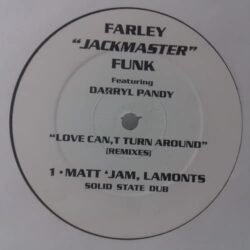 FARLEY
"JACKMASTER"
FUNK
Featuring
DARRYL PANDY
"LOVE CAN,T TURN AROUND"
[REMIXES]
1 • MATT 'JAM, LAMONTS
SOLID STATE DUB